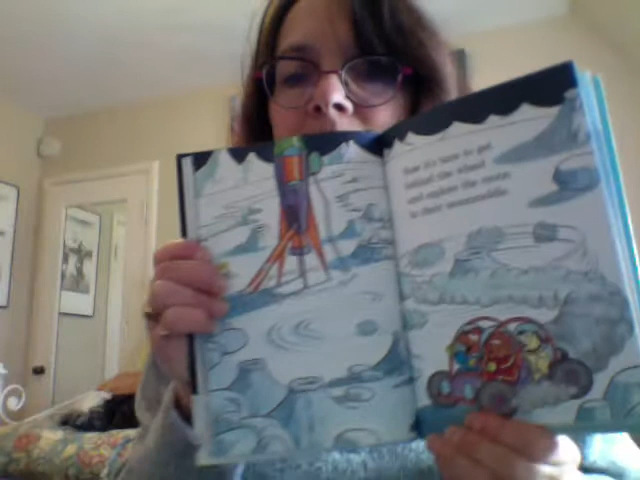 Now it's time to get
behind the wheel
and explore the moon
in their moonmobile.